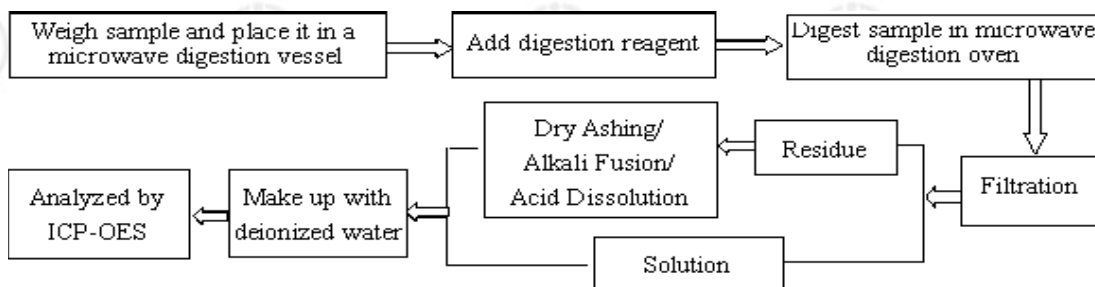 Weigh sample and place it in a
microwave digestion vessel
Add digestion reagent
Digest sample in microwave
digestion oven
Filtration
Residue
Dry Ashing/
Alkali Fusion/
Acid Dissolution
Solution
Make up with
deionized water
Analyzed by
ICP-OES